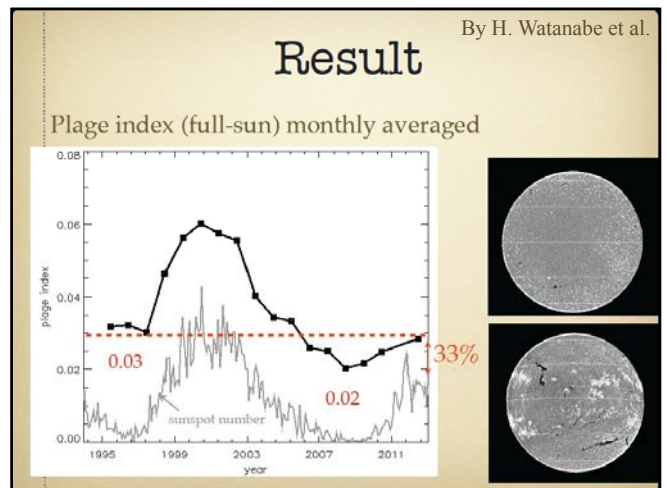 By H. Watanabe et al.
Result
Plage index (full-sun) monthly averaged
0.08
0.06
0.04
0.02
0.00
plage index
0.03
0.02
33%
sunspot number
1995
1999
2003
2007
2011
year